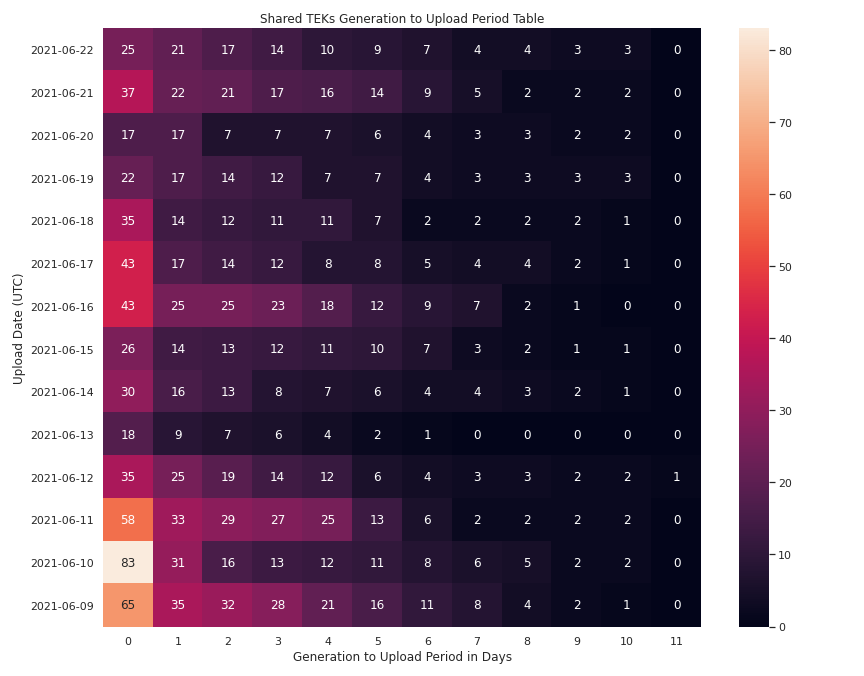 Shared TEKs Generation to Upload Period Table
Upload Date (UTC)
2021-06-22 25 21 17 14 10 9 7 4 4 3 3 0
2021-06-21 37 22 21 17 16 14 9 5 2 2 2 0
2021-06-20 17 17 7 7 7 6 4 3 3 2 2 0
2021-06-19 22 17 14 12 7 7 4 3 3 3 3 0
2021-06-18 35 14 12 11 11 7 2 2 2 2 1 0
2021-06-17 43 17 14 12 8 8 5 4 4 2 1 0
2021-06-16 43 25 25 23 18 12 9 7 2 1 0 0
2021-06-15 26 14 13 12 11 10 7 3 2 1 1 0
2021-06-14 30 16 13 8 7 6 4 4 3 2 1 0
2021-06-13 18 9 7 6 4 2 1 0 0 0 0 0
2021-06-12 35 25 19 14 12 6 4 3 3 2 2 1
2021-06-11 58 33 29 27 25 13 6 2 2 2 2 0
2021-06-10 83 31 16 13 12 11 8 6 5 2 2 0
2021-06-09 65 35 32 28 21 16 11 8 4 2 1 0
0 1 2 3 4 5 6 7 8 9 10 11
Generation to Upload Period in Days
80
70
60
50
40
30
20
10
0